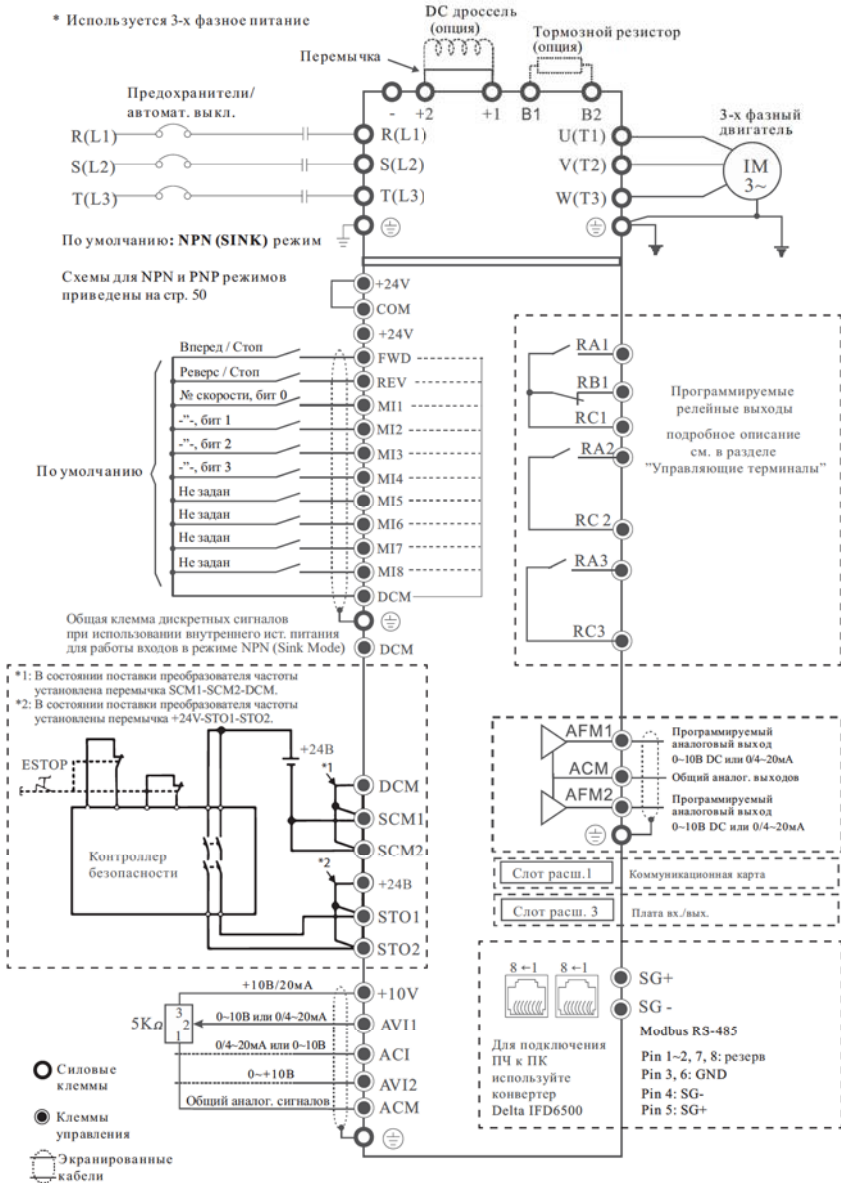 * Используется 3-х фазное питание
DC дроссель
(опция)
Перемычка
Тормозной резистор
(опция)
Предохранители/
автомат. выкл.
- +2 +1 B1 B2
3-х фазный
двигатель
R(L1) R(L1) U(T1)
S(L2) S(L2) V(T2)
T(L3) T(L3) W(T3)
IM
3~
По умолчанию: NPN (SINK) режим
Схемы для NPN и PNP режимов
приведены на стр. 50
+24V
COM
+24V
Вперед / Стоп FWD
Реверс / Стоп REV
№ скорости, бит 0 MI1
-"-, бит 1 MI2
-"-, бит 2 MI3
-"-, бит 3 MI4
Не задан MI5
Не задан MI6
Не задан MI7
Не задан MI8
DCM
По умолчанию
Общая клемма дискретных сигналов
при использовании внутреннего ист. питания
для работы входов в режиме NPN (Sink Mode)
DCM
RA1
RB1
RC1
RA2
RC 2
RA3
RC3
Программируемые
релейные выходы
подробное описание
см. в разделе
"Управляющие терминалы"
*1: В состоянии поставки преобразователя частоты
установлена перемычка SCM1-SCM2-DCM.
*2: В состоянии поставки преобразователя частоты
установлены перемычка +24V-STO1-STO2.
ESTOP
+24В
*1
DCM
SCM1
SCM2
*2
+24В
STO1
STO2
Контроллер
безопасности
AFM1
Программируемый
аналоговый выход
0~10В DC или 0/4~20мА
ACM
Общий аналог. выходов
AFM2
Программируемый
аналоговый выход
0~10В DC или 0/4~20мА
Слот расш.1 Коммуникационная карта
Слот расш. 3 Плата вх./вых.
8 ←1 8 ←1
SG+
SG -
Modbus RS-485
Для подключения
ПЧ к ПК
используйте
конвертер
Delta IFD6500
Pin 1~2, 7, 8: резерв
Pin 3, 6: GND
Pin 4: SG-
Pin 5: SG+
+10В/20мА +10V
5KΩ
3
2
1
0~10В или 0/4~20мА AVI1
0/4~20мА или 0~10В ACI
0~+10В AVI2
Общий аналог. сигналов ACM
Силовые
клеммы
Клеммы
управления
Экранированные
кабели